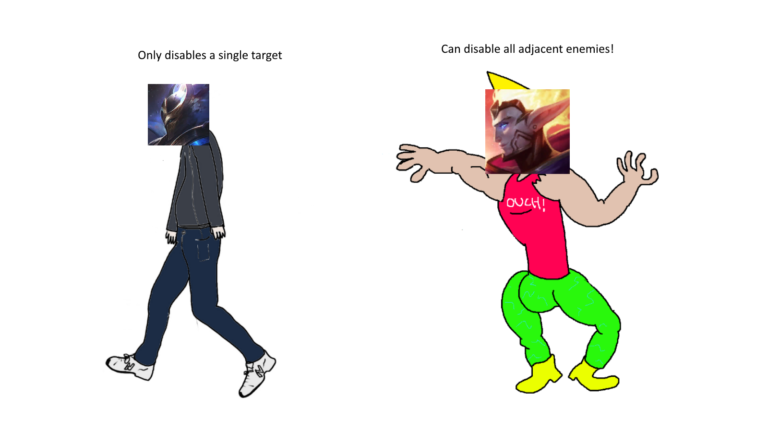 Only disables a single target
Can disable all adjacent enemies!
OUCH!